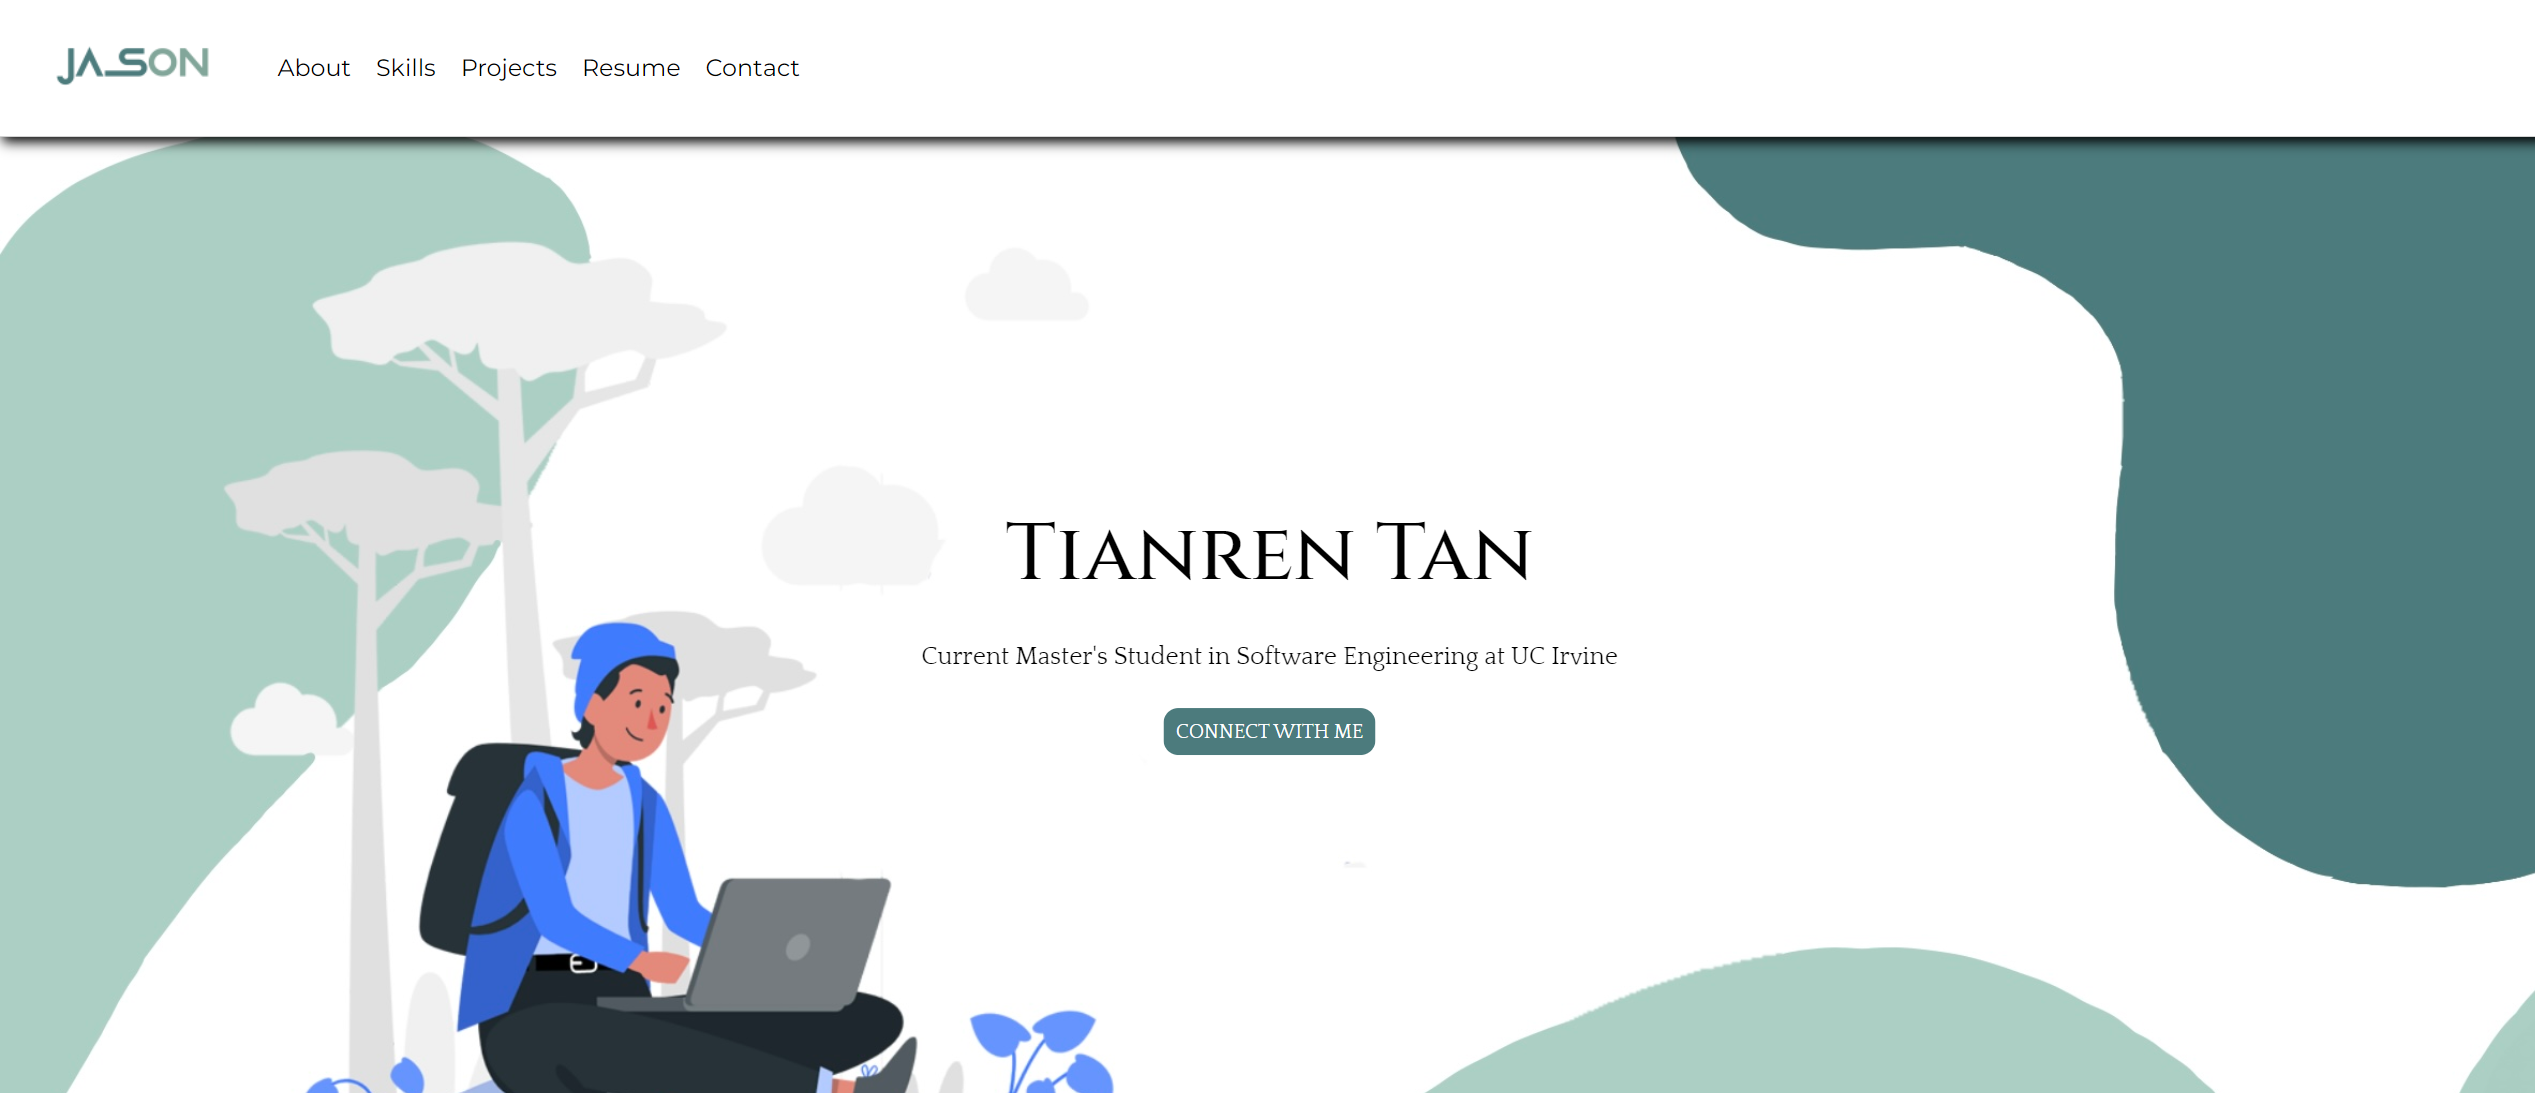 JASON
About Skills Projects Resume Contact
Tianren Tan
Current Master's Student in Software Engineering at UC Irvine
CONNECT WITH ME